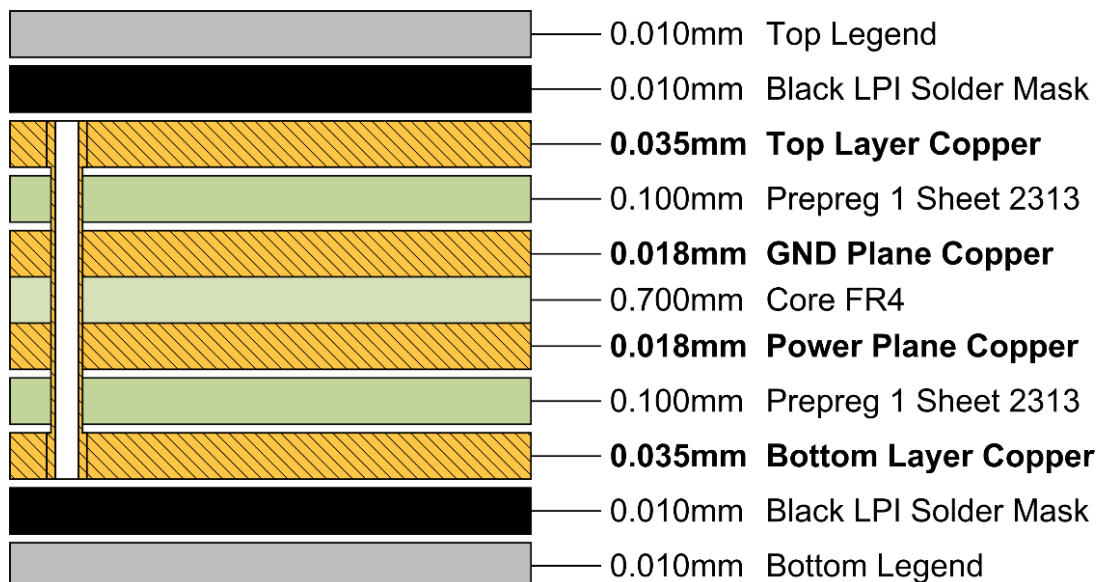 0.010mm Top Legend
0.010mm Black LPI Solder Mask
0.035mm Top Layer Copper
0.100mm Prepreg 1 Sheet 2313
0.018mm GND Plane Copper
0.700mm Core FR4
0.018mm Power Plane Copper
0.100mm Prepreg 1 Sheet 2313
0.035mm Bottom Layer Copper
0.010mm Black LPI Solder Mask
0.010mm Bottom Legend